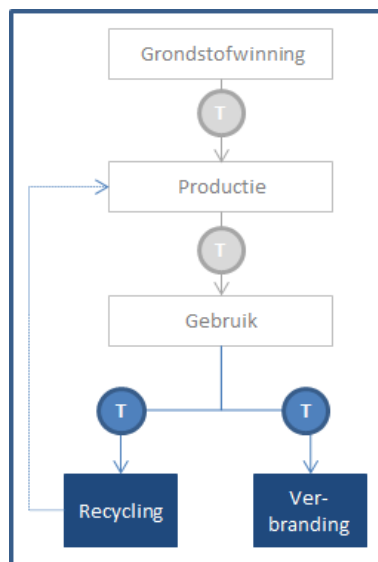 Grondstofwinning
T
Productie
T
Gebruik
T
T
Recycling
Ver-
branding